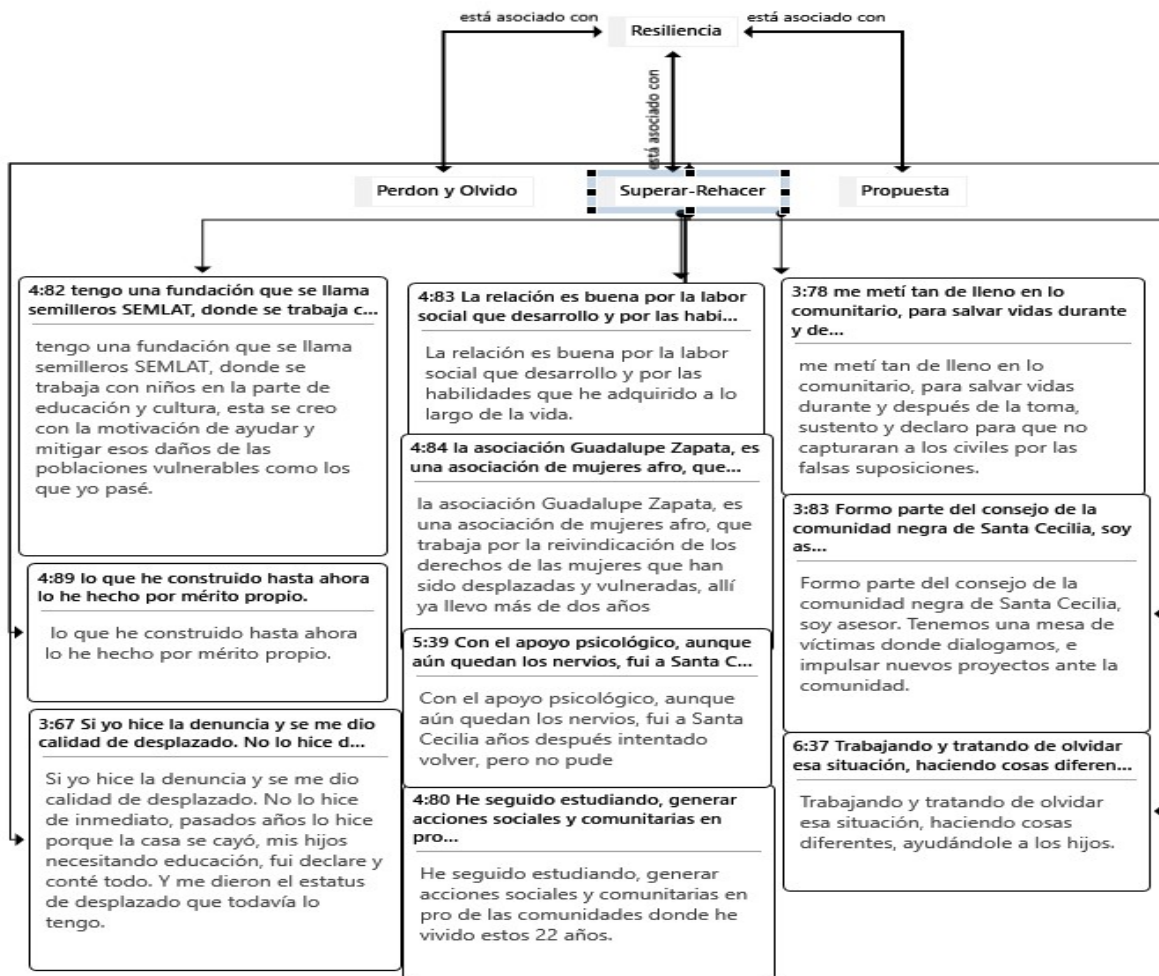 está asociado con
está asociado con
Resiliencia
está asociado con
Perdon y Olvido
Superar-Rehacer
Propuesta
4:82 tengo una fundación que se llama
semilleros SEMLAT, donde se trabaja c...
tengo una fundación que se llama
semilleros SEMLAT, donde se
trabaja con niños en la parte de
educación y cultura, esta se creo
con la motivación de ayudar y
mitigar esos daños de las
poblaciones vulnerables como los
que yo pasé.
4:89 lo que he construido hasta ahora
lo he hecho por mérito propio.
lo que he construido hasta ahora
lo he hecho por mérito propio.
3:67 Si yo hice la denuncia y se me dio
calidad de desplazado. No lo hice d...
Si yo hice la denuncia y se me dio
calidad de desplazado. No lo hice
de inmediato, pasados años lo hice
porque la casa se cayó, mis hijos
necesitando educación, fui declare y
conté todo. Y me dieron el estatus
de desplazado que todavía lo
tengo.
4:83 La relación es buena por la labor
social que desarrollo y por las habi...
La relación es buena por la labor
social que desarrollo y por las
habilidades que he adquirido a lo
largo de la vida.
4:84 la asociación Guadalupe Zapata, es
una asociación de mujeres afro, que...
la asociación Guadalupe Zapata, es
una asociación de mujeres afro, que
trabaja por la reivindicación de los
derechos de las mujeres que han
sido desplazadas y vulneradas, allí
ya llevo más de dos años
5:39 Con el apoyo psicológico, aunque
aún quedan los nervios, fui a Santa C...
Con el apoyo psicológico, aunque
aún quedan los nervios, fui a Santa
Cecilia años después intentado
volver, pero no pude
4:80 He seguido estudiando, generar
acciones sociales y comunitarias en
pro...
He seguido estudiando, generar
acciones sociales y comunitarias en
pro de las comunidades donde he
vivido estos 22 años.
3:78 me metí tan de lleno en lo
comunitario, para salvar vidas durante
y de...
me metí tan de lleno en lo
comunitario, para salvar vidas
durante y después de la toma,
sustento y declaro para que no
capturaran a los civiles por las
falsas suposiciones.
3:83 Formo parte del consejo de la
comunidad negra de Santa Cecilia, soy
as...
Formo parte del consejo de la
comunidad negra de Santa Cecilia,
soy asesor. Tenemos una mesa de
víctimas donde dialogamos, e
impulsar nuevos proyectos ante la
comunidad.
6:37 Trabajando y tratando de olvidar
esa situación, haciendo cosas diferen...
Trabajando y tratando de olvidar
esa situación, haciendo cosas
diferentes, ayudándole a los hijos.